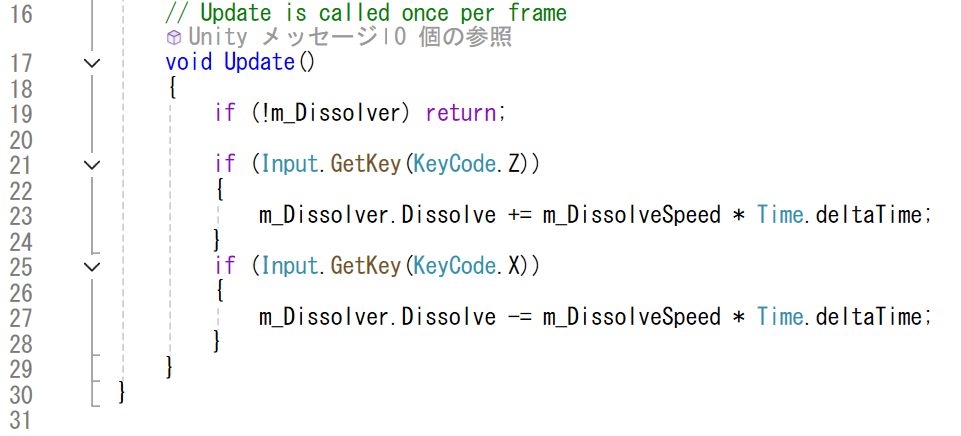 16 // Update is called once per frame
Unity メッセージ|0 個の参照
17 void Update()
18 {
19 if (!m_Dissolver) return;
20
21 if (Input.GetKey(KeyCode.Z))
22 {
23 m_Dissolver.Dissolve += m_DissolveSpeed * Time.deltaTime;
24 }
25 if (Input.GetKey(KeyCode.X))
26 {
27 m_Dissolver.Dissolve -= m_DissolveSpeed * Time.deltaTime;
28 }
29 }
30 }
31